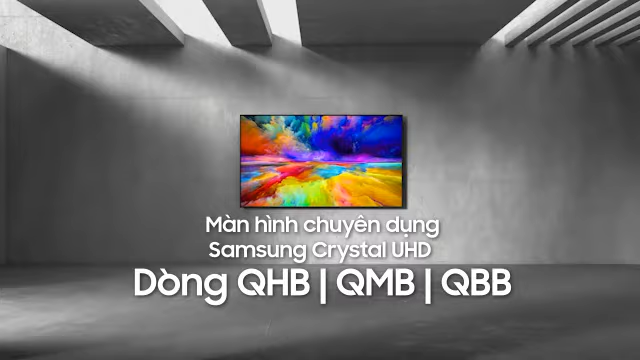 Màn hình chuyên dụng
Samsung Crystal UHD
Dòng QHB | QMB | QBB